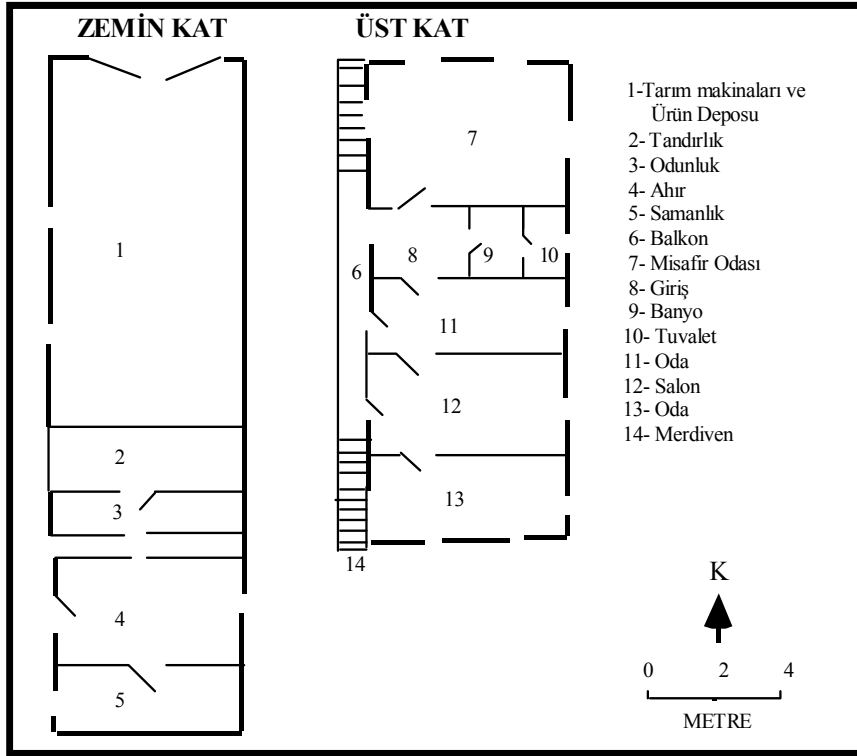 ZEMİN KAT
ÜST KAT
1
2
3
4
5
6
7
8
9
10
11
12
13
14
1-Tarım makinaları ve
Ürün Deposu
2- Tandırlık
3- Odunluk
4- Ahır
5- Samanlık
6- Balkon
7- Misafir Odası
8- Giriş
9- Banyo
10- Tuvalet
11- Oda
12- Salon
13- Oda
14- Merdiven
K
0 2 4
METRE